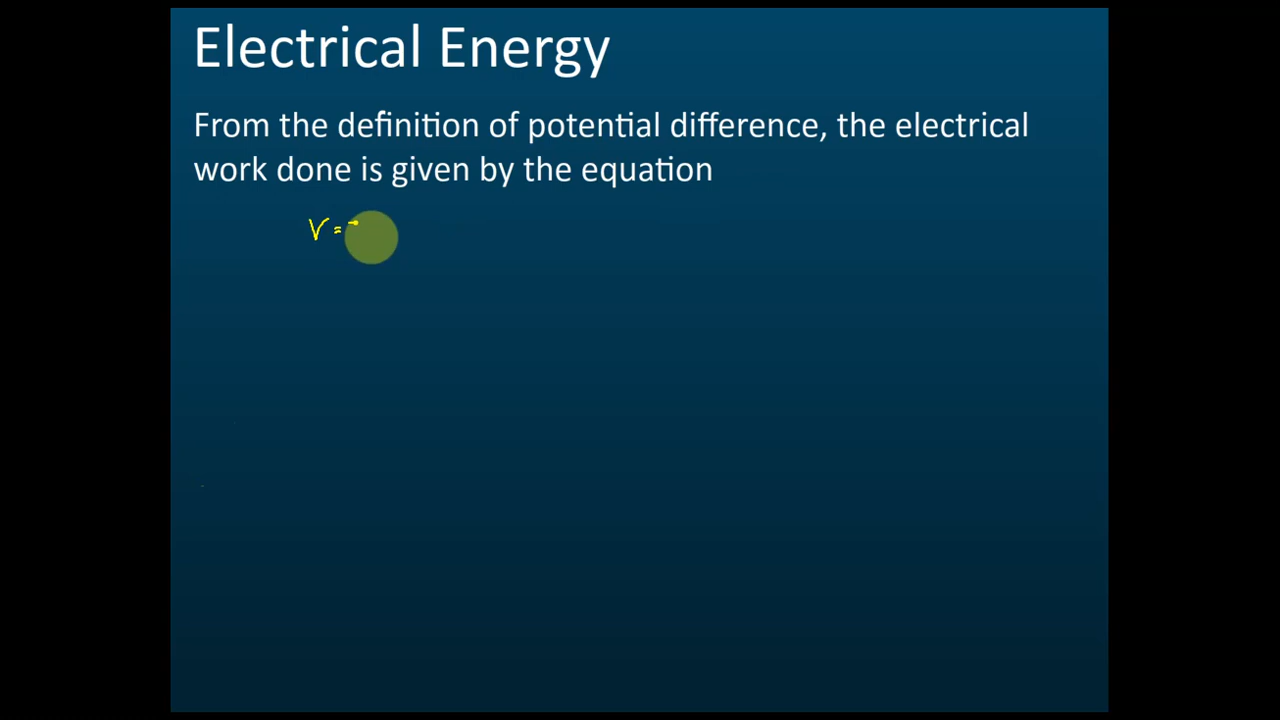 Electrical Energy
From the definition of potential difference, the electrical
work done is given by the equation
V =